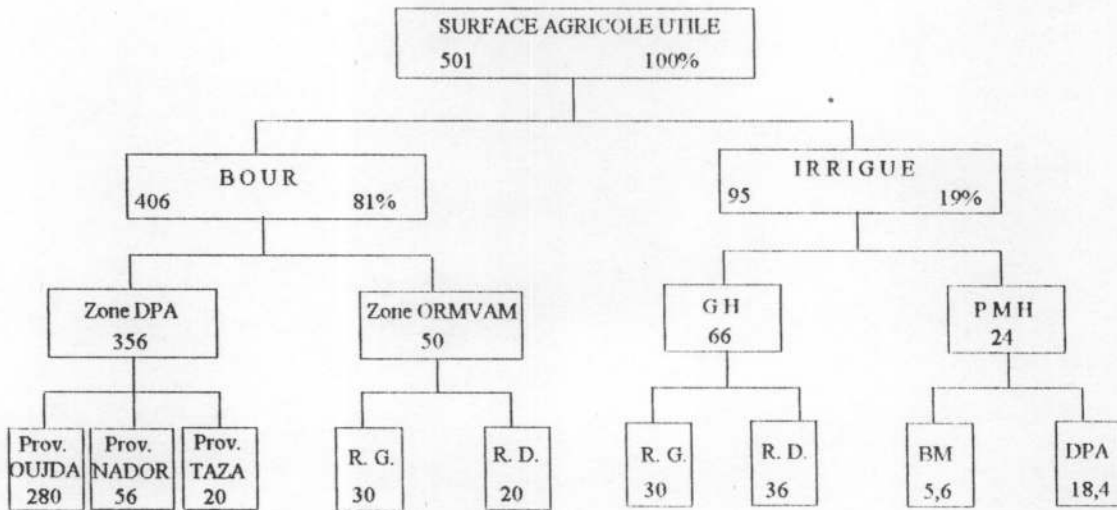 SURFACE AGRICOLE UTILE
501 100%
BOUR
406 81%
IRRIGUE
95 19%
Zone DPA
356
Zone ORMVAM
50
G H
66
P M H
24
Prov.
OUJDA
280
Prov.
NADOR
56
Prov.
TAZA
20
R. G.
30
R. D.
20
R. G.
30
R. D.
36
BM
5,6
DPA
18,4